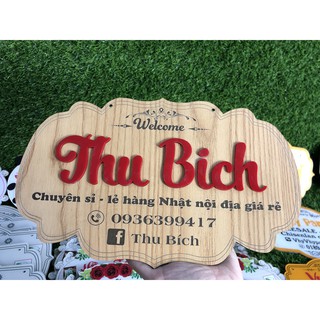 Welcome
Thu Bich
Chuyên sỉ - lẻ hàng Nhật nội địa giá rẻ
0936399417
f Thu Bích